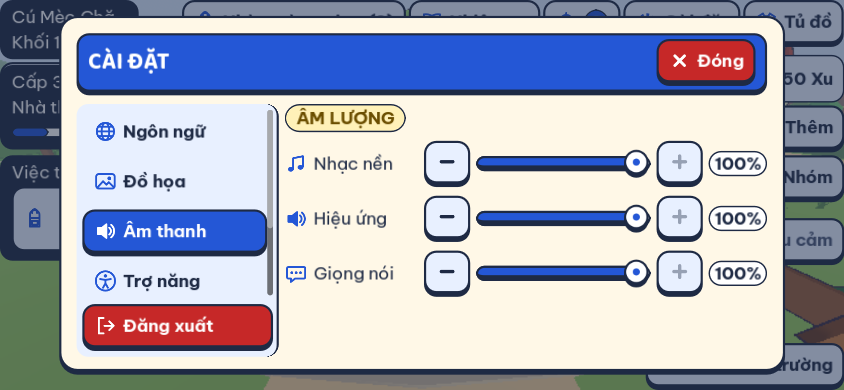 Cú Mèo Chă
Khối 1
Cấp 3
Nhà t
Việc t
Tủ đồ
50 Xu
Thêm
Nhóm
u cảm
trường
CÀI ĐẶT
Đóng
Ngôn ngữ
Đồ họa
Âm thanh
Trợ năng
Đăng xuất
ÂM LƯỢNG
Nhạc nền
100%
Hiệu ứng
100%
Giọng nói
100%